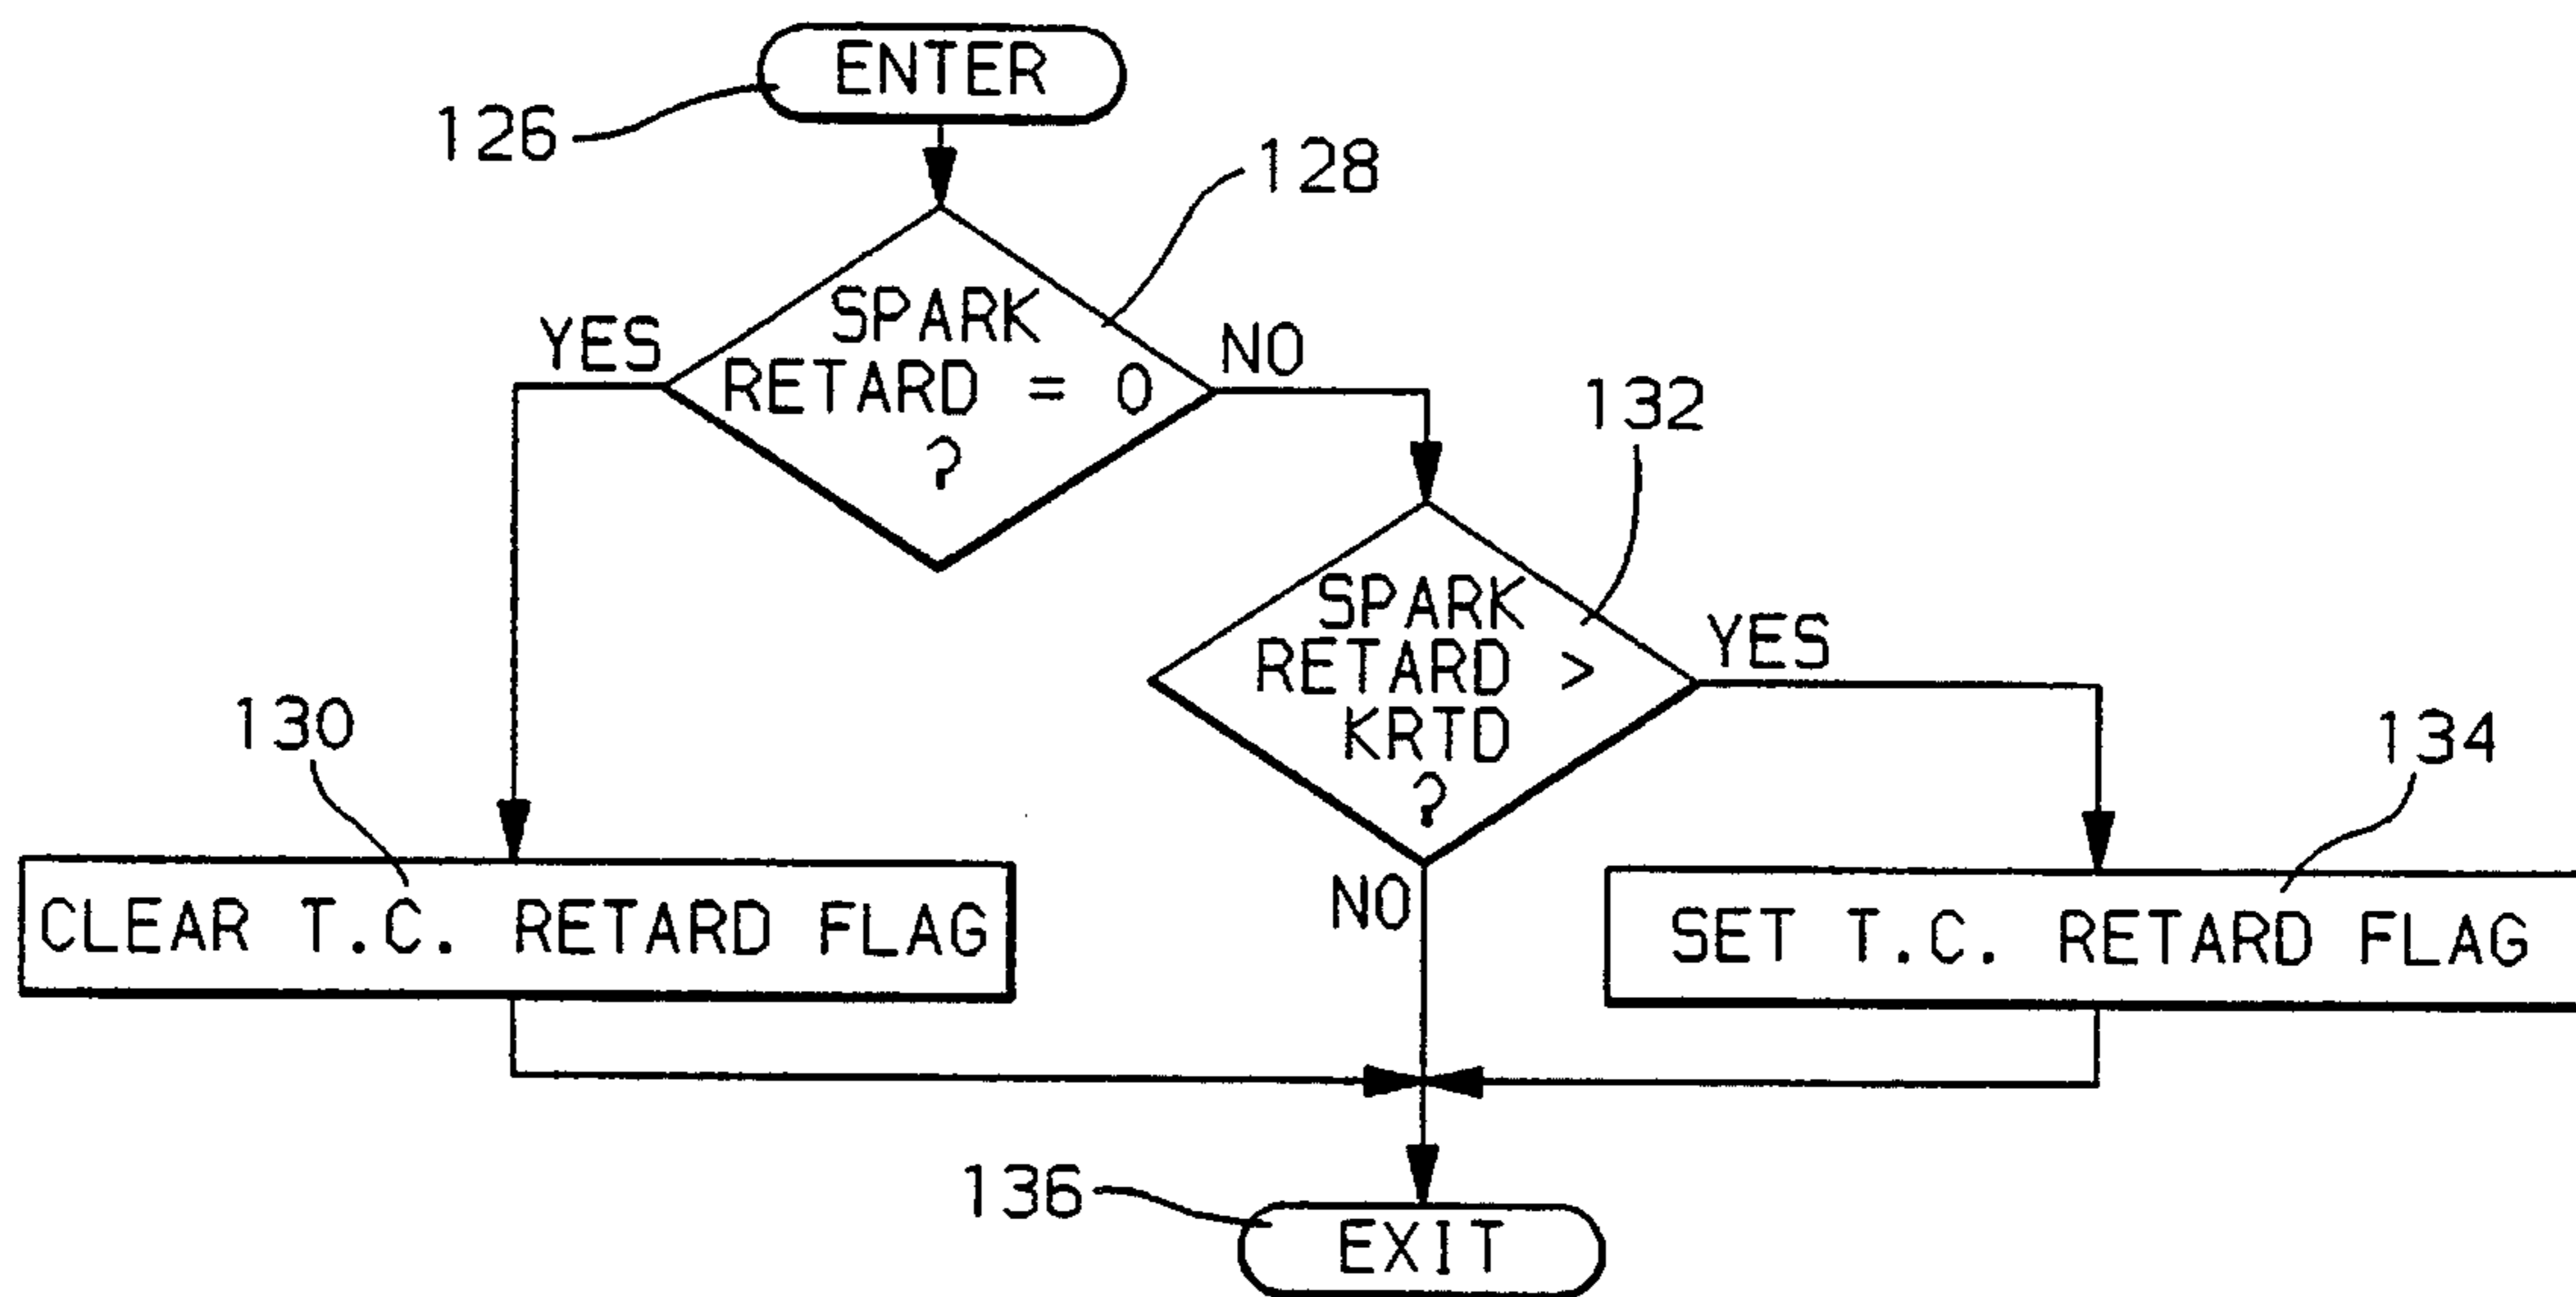 ENTER
126
128
SPARK
RETARD = 0
?
YES
NO
132
SPARK
RETARD >
KRTD
?
YES
NO
130
CLEAR T.C. RETARD FLAG
134
SET T.C. RETARD FLAG
136
EXIT